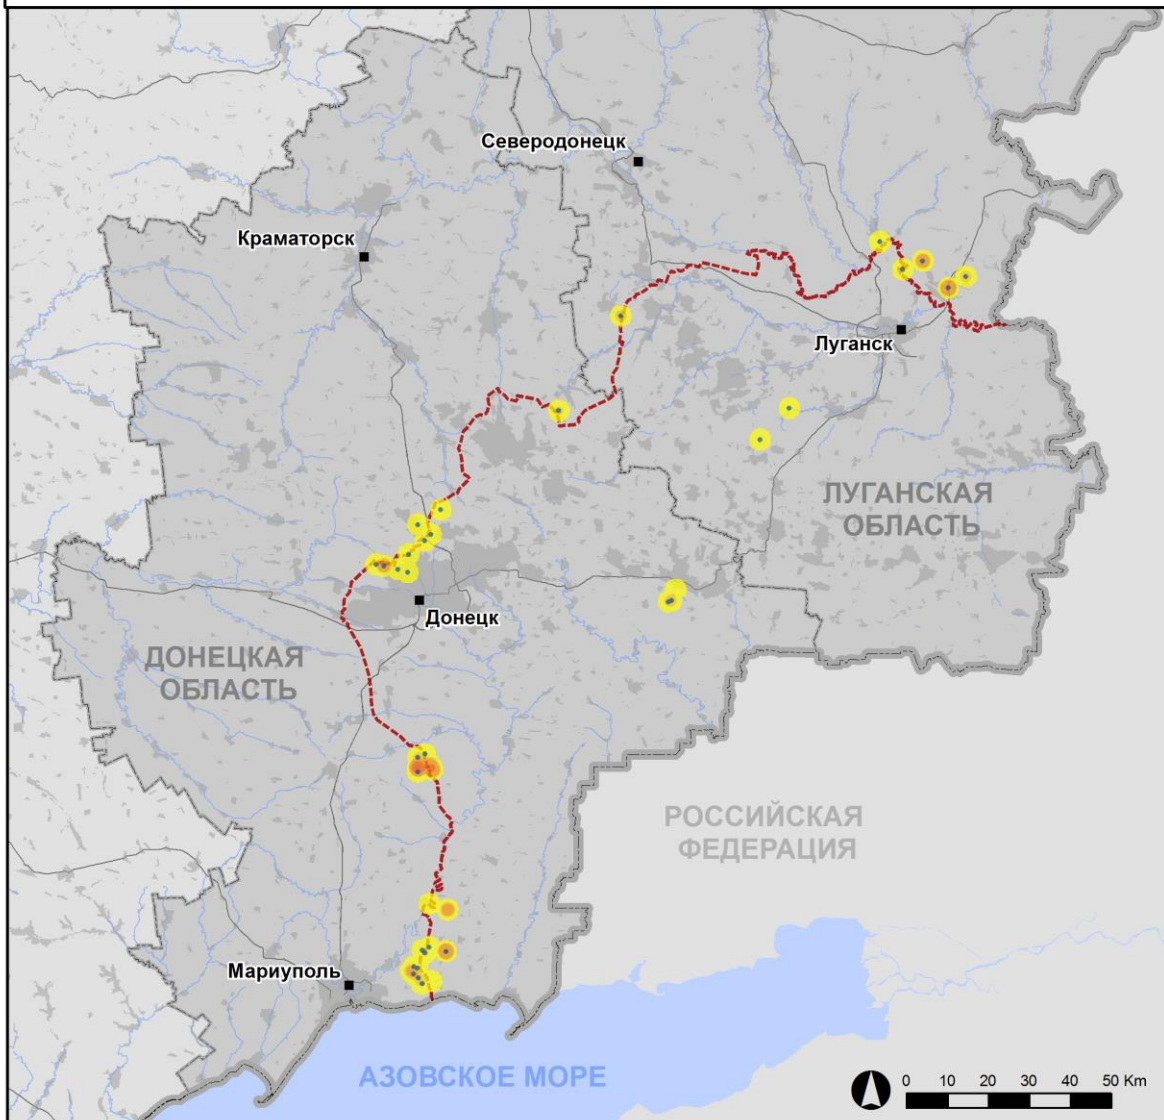 Северодонецк
Краматорск
Луганск
ЛУГАНСКАЯ
ОБЛАСТЬ
Донецк
ДОНЕЦКАЯ
ОБЛАСТЬ
РОССИЙСКАЯ
ФЕДЕРАЦИЯ
Мариуполь
АЗОВСКОЕ МОРЕ
0 10 20 30 40 50 Km